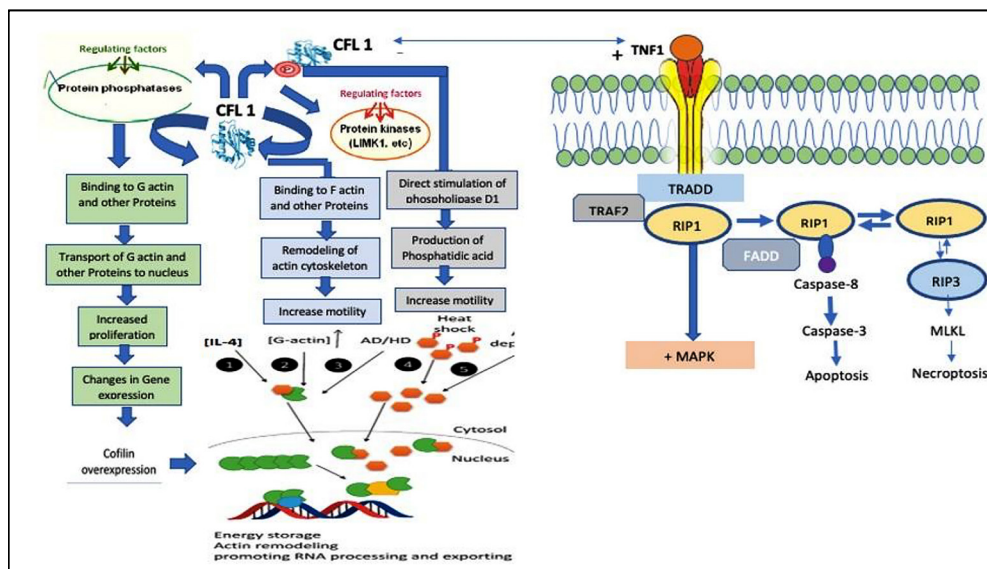 Regulating factors
Protein phosphatases
CFL 1
P
CFL 1
Regulating factors
Protein kinases
(LIMK1, etc)
–
+
TNF1
Binding to G actin
and other Proteins
Transport of G actin and
other Proteins to nucleus
Increased
proliferation
Changes in Gene
expression
Cofilin
overexpression
Binding to F actin
and other Proteins
Remodeling of
actin cytoskeleton
Increase motility
Direct stimulation of
phospholipase D1
Production of
Phosphatidic acid
Increase motility
[IL-4]
[G-actin]
AD/HD
Heat
shock
P
P
P
dep
1
2
3
4
5
Cytosol
Nucleus
Energy storage
Actin remodeling
promoting RNA processing and exporting
TRADD
TRAF2
RIP1
RIP1
RIP1
FADD
RIP3
Caspase-8
Caspase-3
MLKL
+ MAPK
Apoptosis
Necroptosis